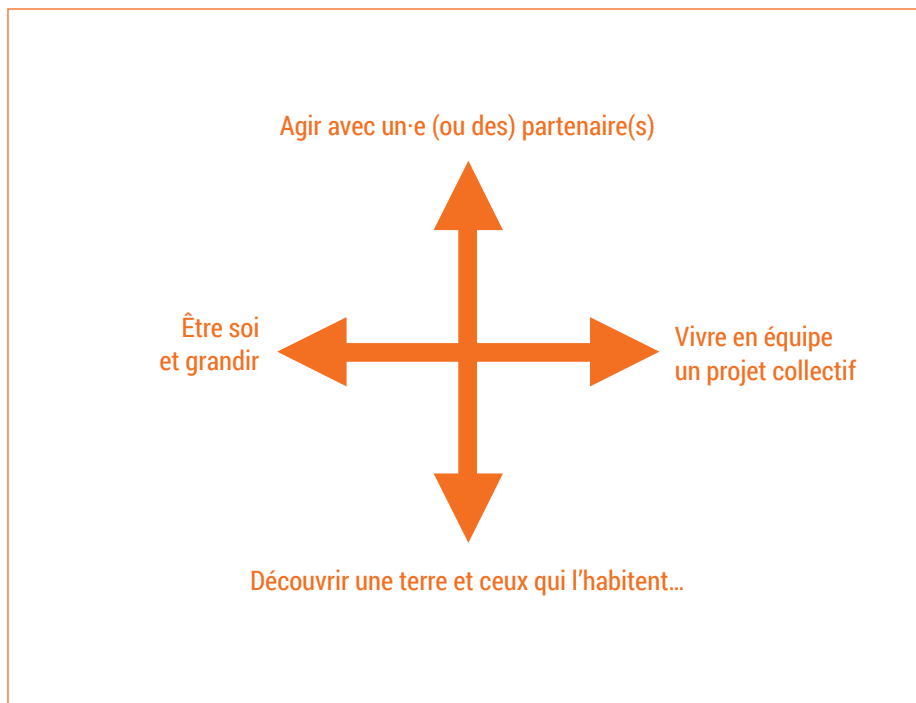 Agir avec un·e (ou des) partenaire(s)
Être soi
et grandir
Vivre en équipe
un projet collectif
Découvrir une terre et ceux qui l’habitent…